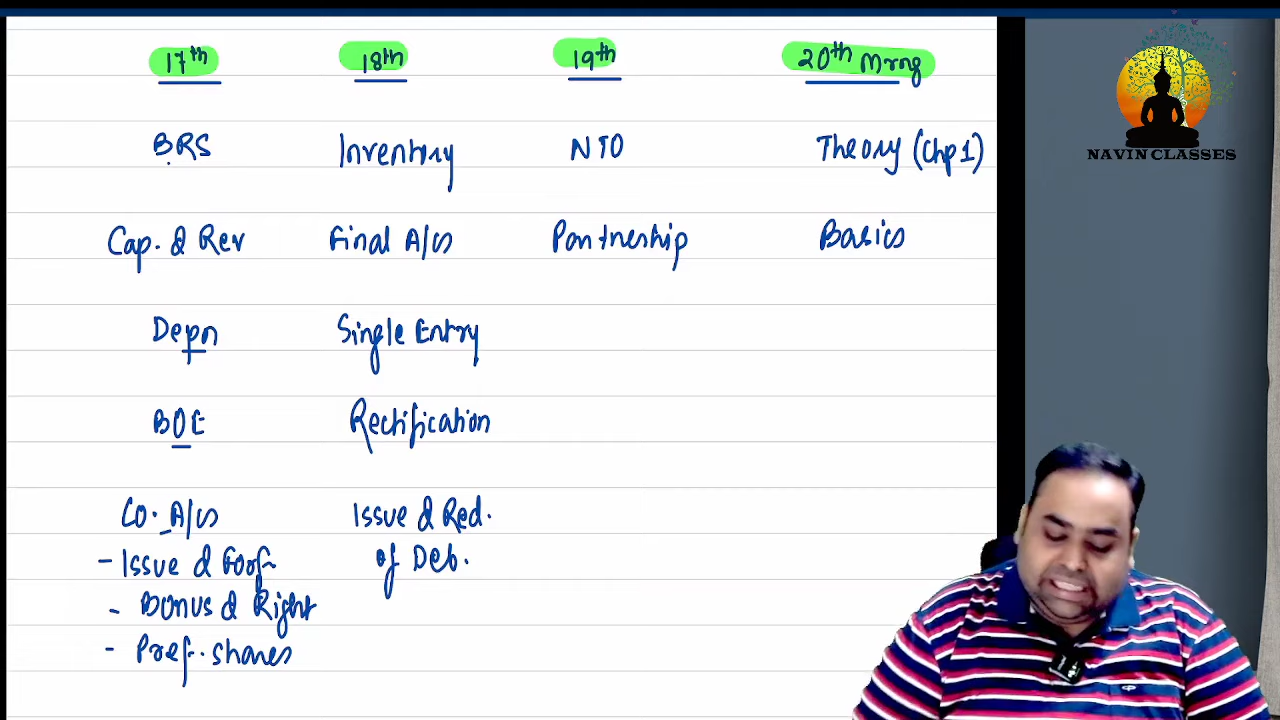 17th 18th 19th 20th Mrng
BRS Inventory NTO Theory (Chp 1)
Cap. & Rev Final A/cs Partnership Basics
Depn Single Entry
BOE Rectification
Co. A/cs Issue & Red.
- Issue & Forf. of Deb.
- Bonus & Right
- Pref. shares
NAVIN CLASSES